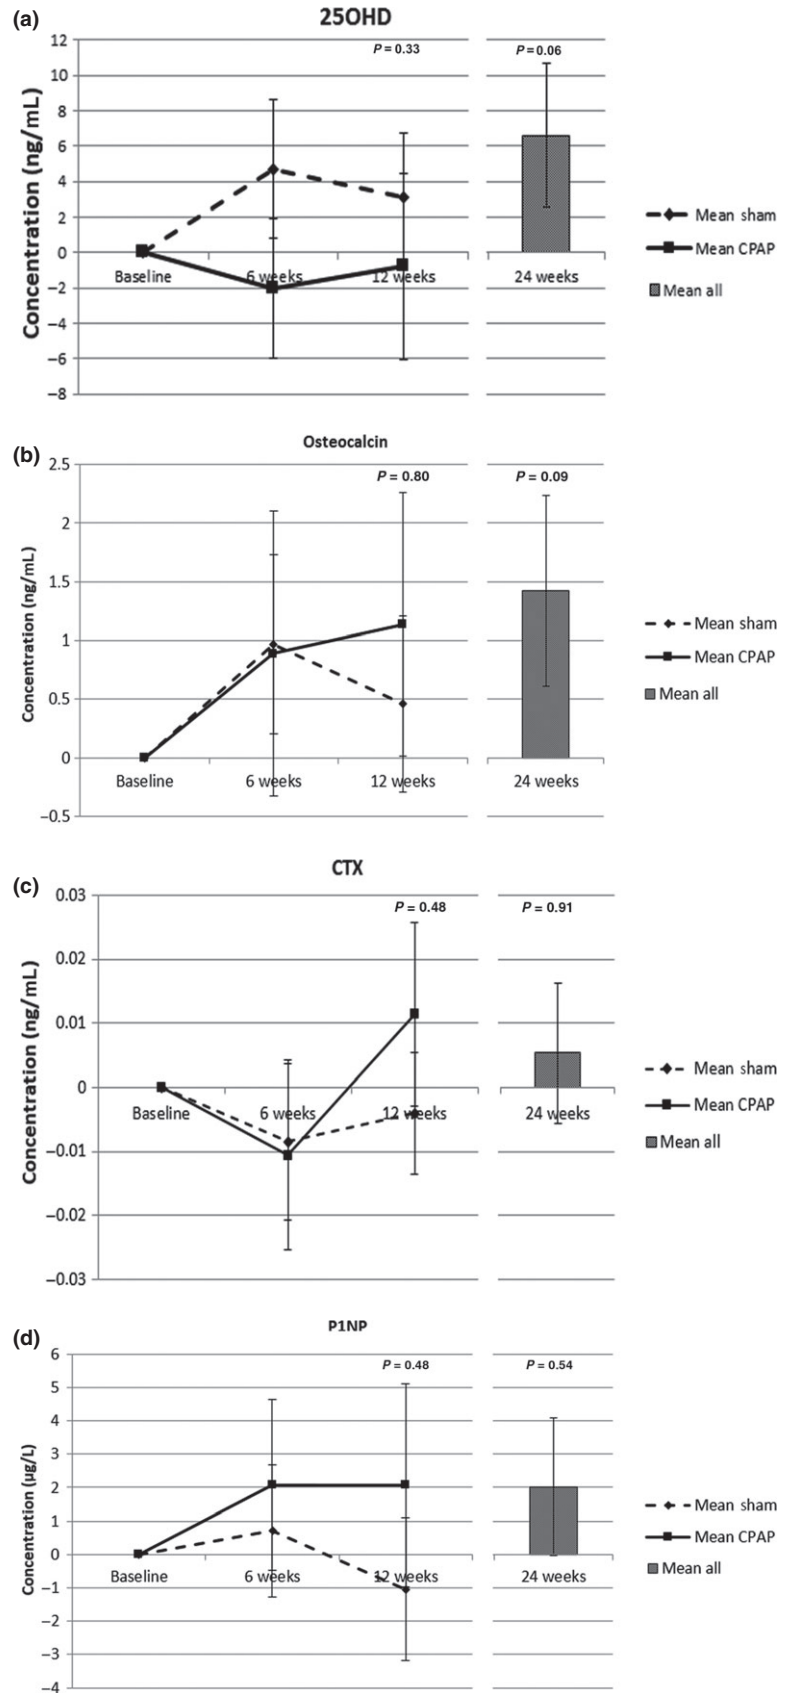 (a)
25OHD
Concentration (ng/mL)
12
10
8
6
4
2
0
−2
−4
−6
−8
P = 0.33
P = 0.06
Baseline
6 weeks
12 weeks
24 weeks
Mean sham
Mean CPAP
Mean all
(b)
Osteocalcin
Concentration (ng/mL)
2.5
2
1.5
1
0.5
0
−0.5
P = 0.80
P = 0.09
Baseline
6 weeks
12 weeks
24 weeks
Mean sham
Mean CPAP
Mean all
(c)
CTX
Concentration (ng/mL)
0.03
0.02
0.01
0
−0.01
−0.02
−0.03
P = 0.48
P = 0.91
Baseline
6 weeks
12 weeks
24 weeks
Mean sham
Mean CPAP
Mean all
(d)
P1NP
Concentration (µg/L)
6
5
4
3
2
1
0
−1
−2
−3
−4
P = 0.48
P = 0.54
Baseline
6 weeks
12 weeks
24 weeks
Mean sham
Mean CPAP
Mean all